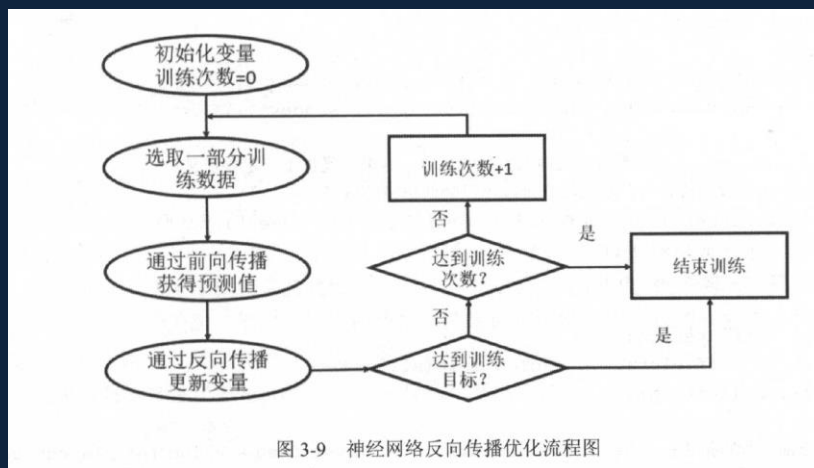 初始化变量
训练次数=0
选取一部分训
练数据
训练次数+1
否
是
通过前向传播
获得预测值
达到训练
次数？
结束训练
否
是
通过反向传播
更新变量
达到训练
目标？
图 3-9 神经网络反向传播优化流程图